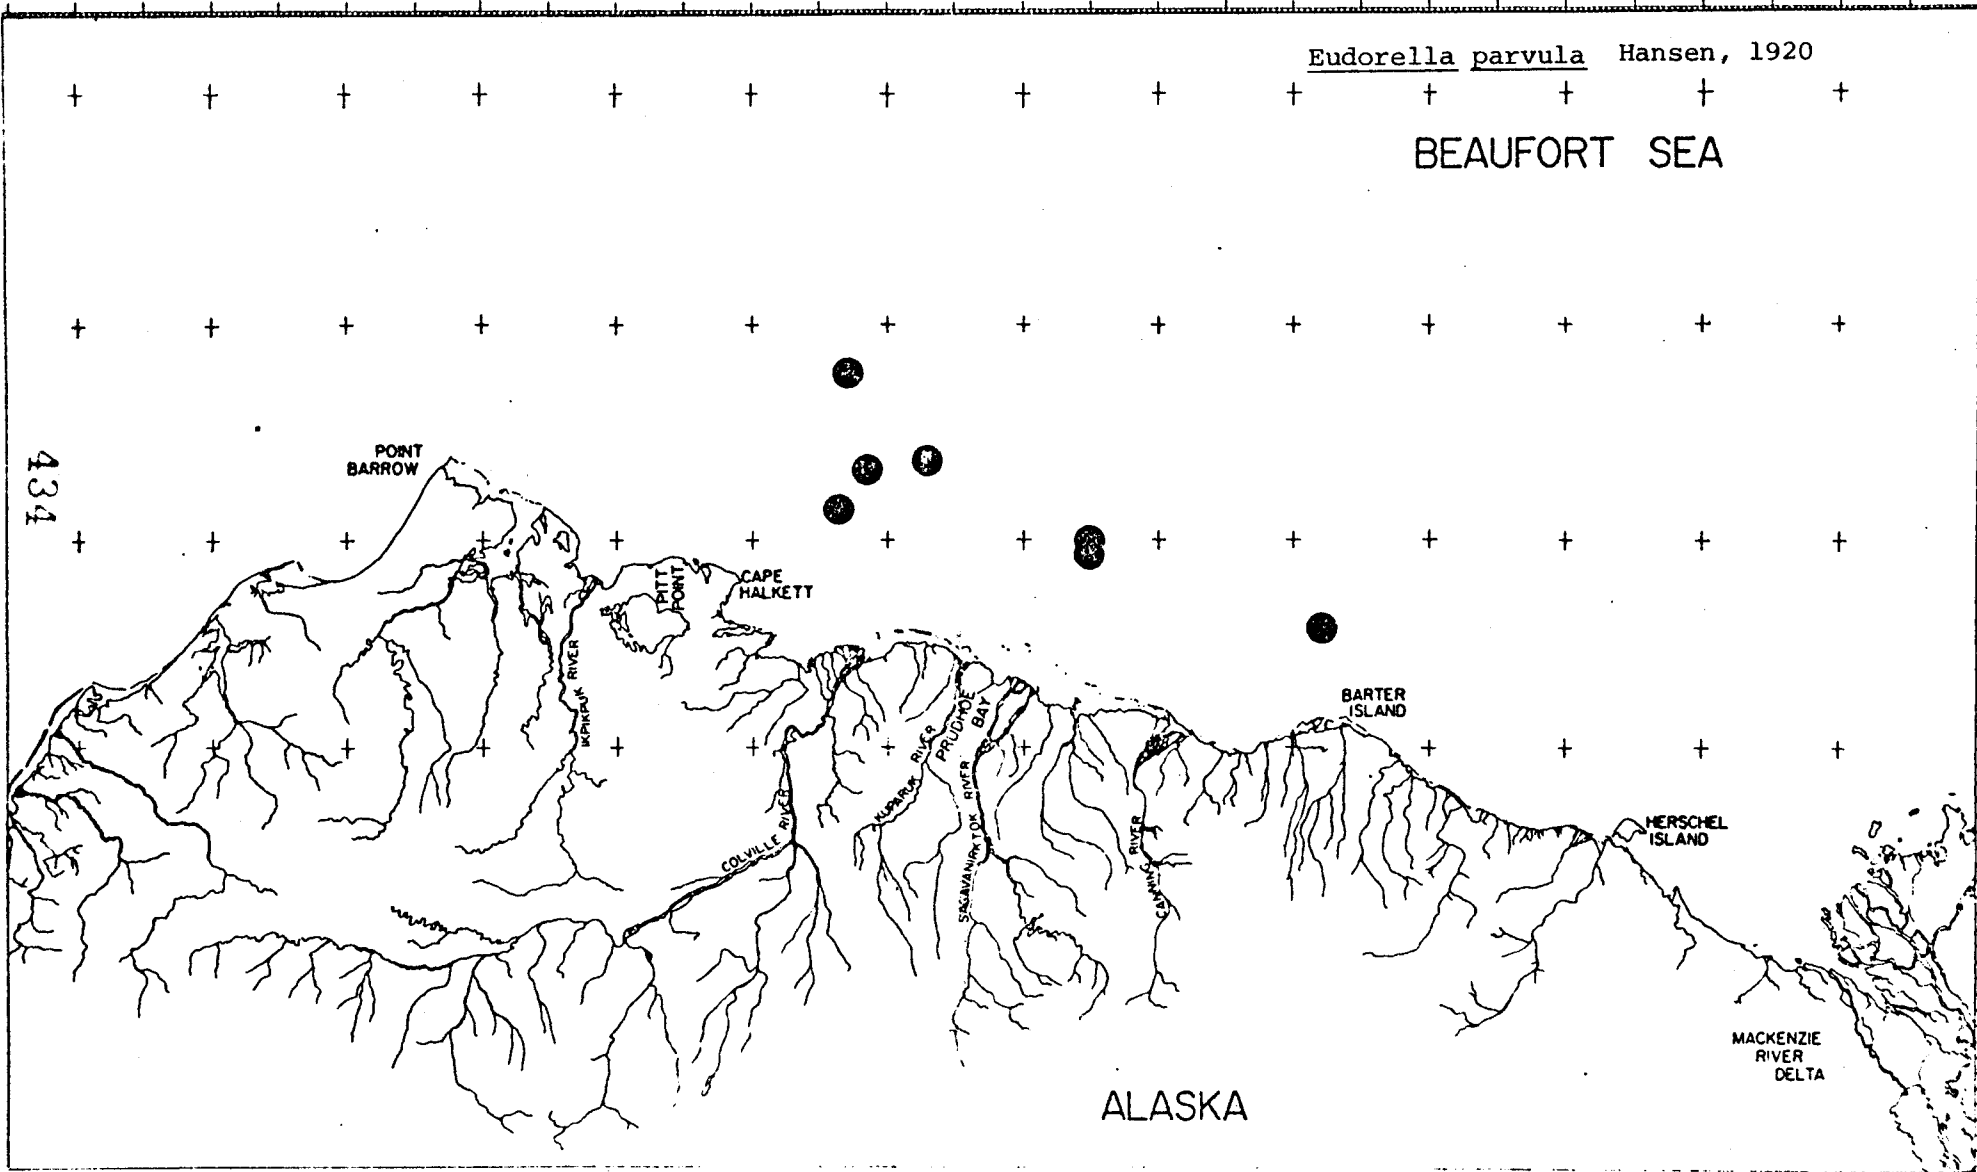 Eudorella parvula Hansen, 1920
BEAUFORT SEA
434
POINT
BARROW
PITT
POINT
CAPE
HALKETT
IKPIKPUK RIVER
COLVILLE RIVER
KUPARUK RIVER
PRUDHOE
BAY
SAGAVANIRKTOK RIVER
CANNING RIVER
BARTER
ISLAND
HERSCHEL
ISLAND
MACKENZIE
RIVER
DELTA
ALASKA